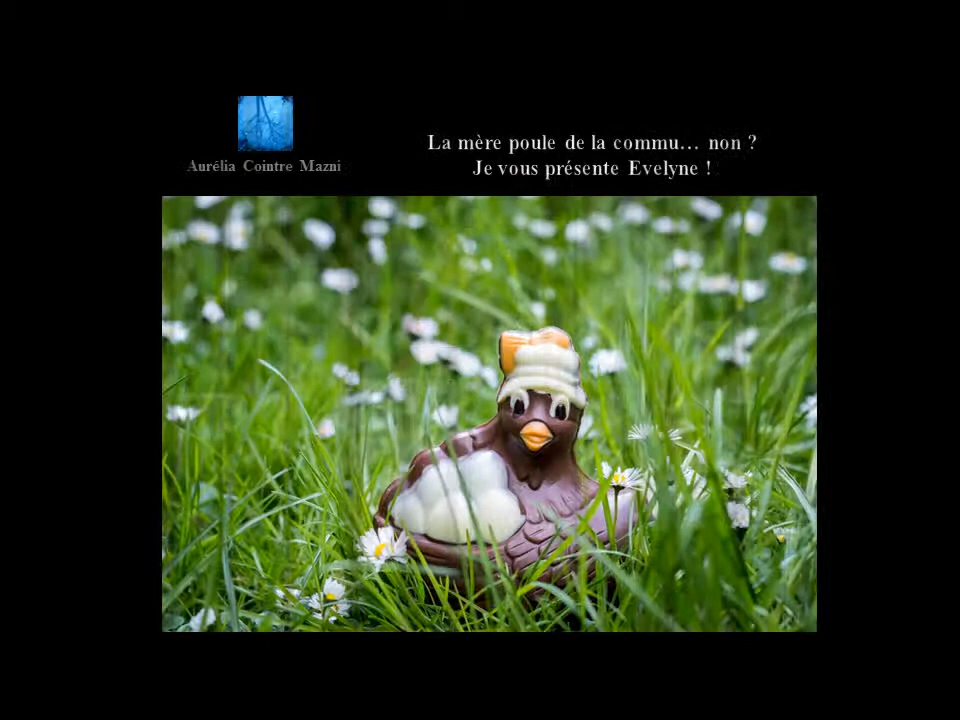 Aurélia Cointre Mazni
La mère poule de la commu… non ?
Je vous présente Evelyne !